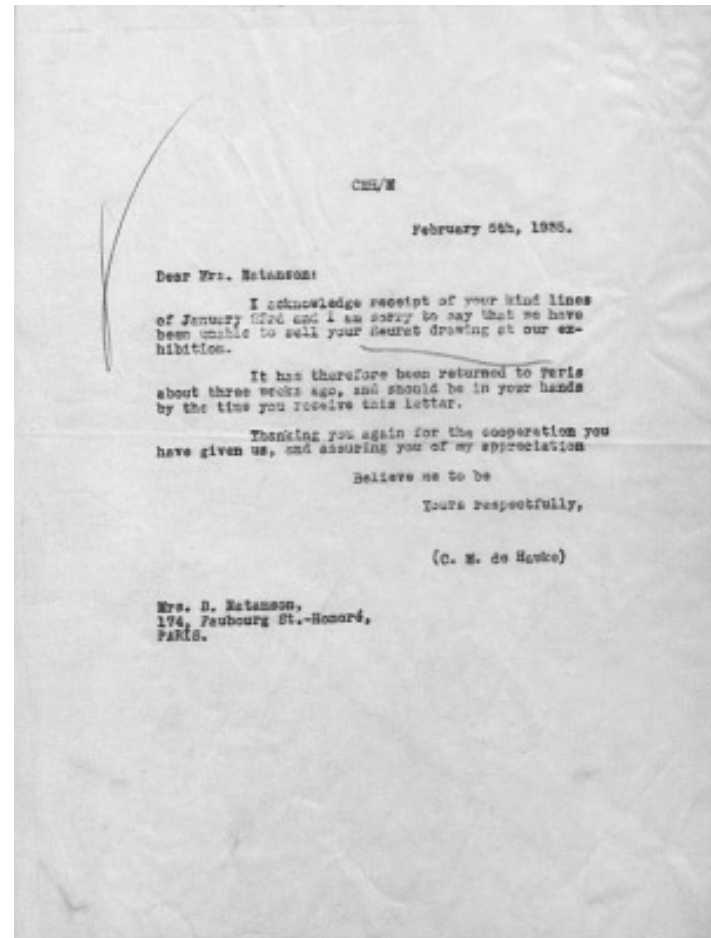 CMH/M
February 5th, 1935.
Dear Mrs. Natanson:
I acknowledge receipt of your kind lines
of January 23rd and I am sorry to say that we have
been unable to sell your Seurat drawing at our ex-
hibition.
It has therefore been returned to Paris
about three weeks ago, and should be in your hands
by the time you receive this letter.
Thanking you again for the cooperation you
have given us, and assuring you of my appreciation
Believe me to be
Yours respectfully,
(C. M. de Hauke)
Mrs. D. Natanson,
174, Faubourg St.-Honoré,
PARIS.